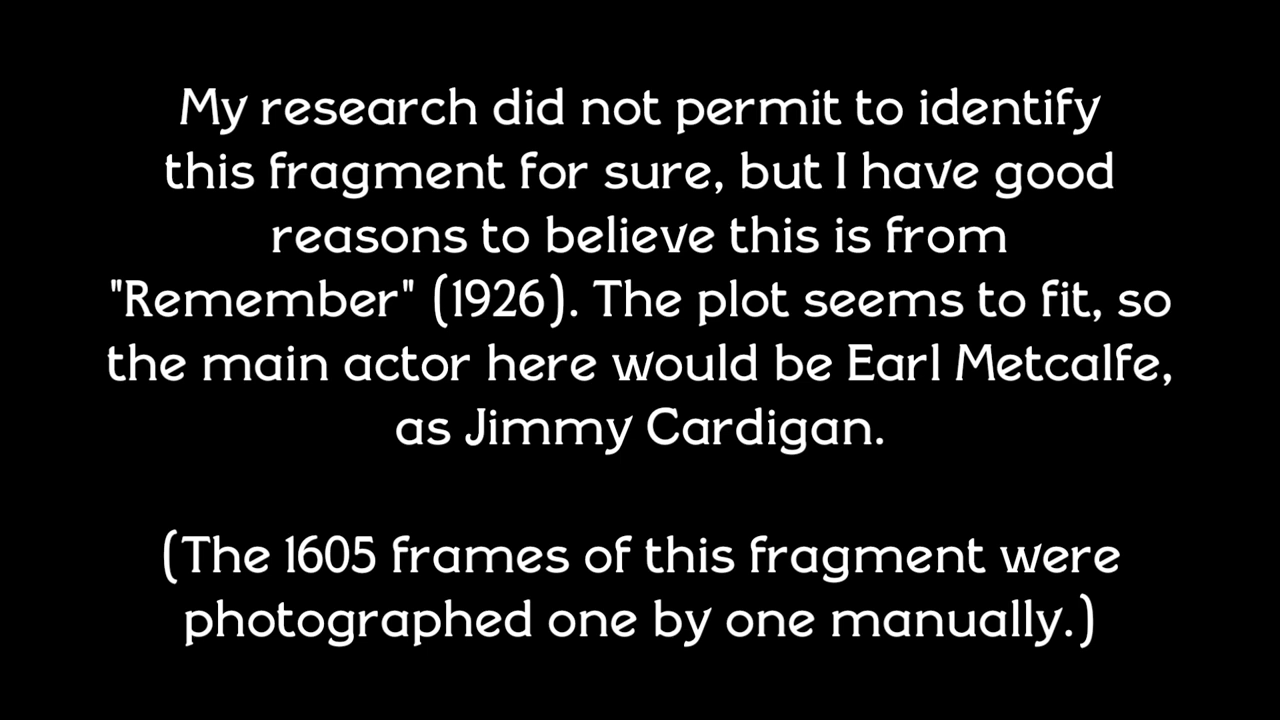 My research did not permit to identify
this fragment for sure, but I have good
reasons to believe this is from
"Remember" (1926). The plot seems to fit, so
the main actor here would be Earl Metcalfe,
as Jimmy Cardigan.
(The 1605 frames of this fragment were
photographed one by one manually.)